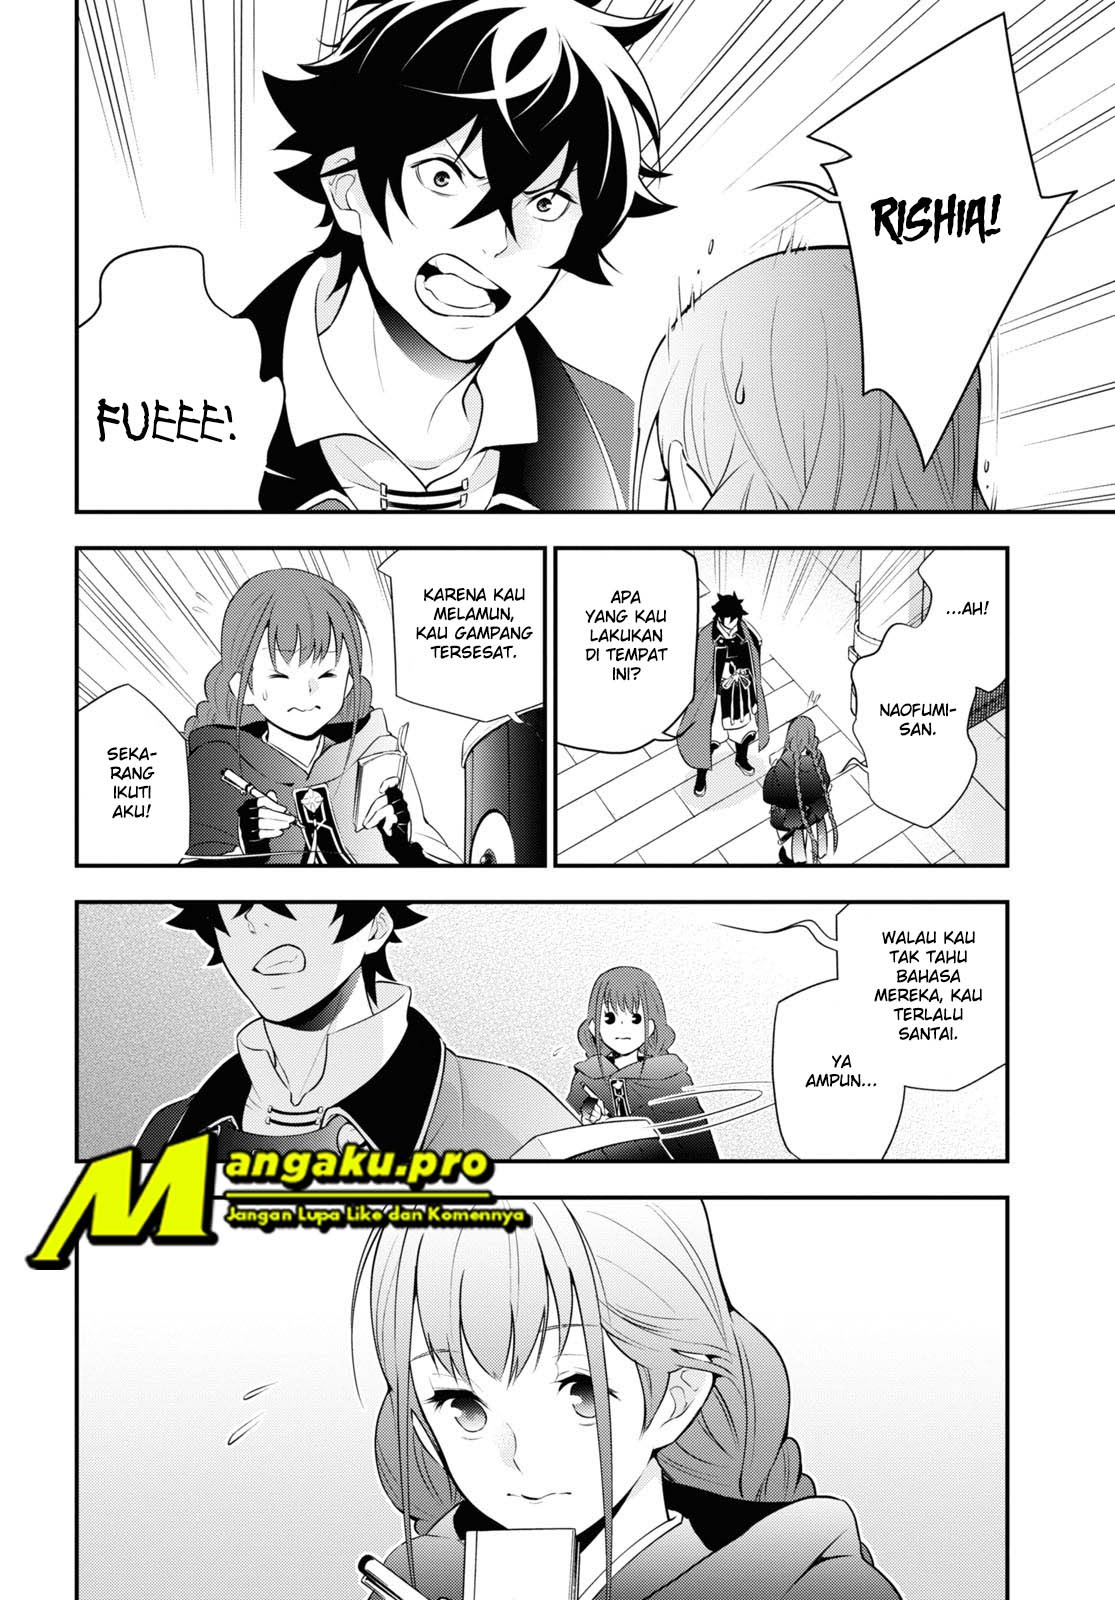 RISHIA!
FUEEE!
...AH!
NAOFUMI-
SAN.
APA
YANG KAU
LAKUKAN
DI TEMPAT
INI?
KARENA KAU
MELAMUN,
KAU GAMPANG
TERSESAT.
SEKA-
RANG
IKUTI
AKU!
WALAU KAU
TAK TAHU
BAHASA
MEREKA, KAU
TERLALU
SANTAI.
YA
AMPUN...
Mangaku.pro
Jangan Lupa Like dan Komennya